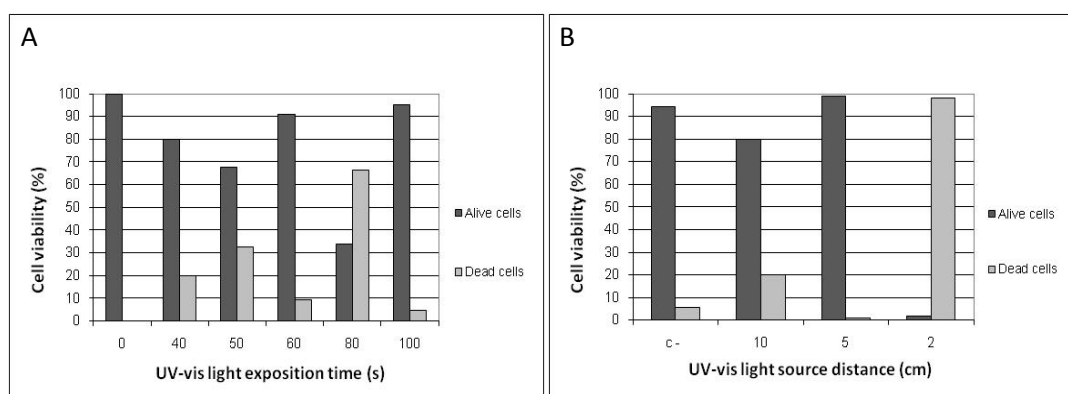 A
Cell viability (%)
100
90
80
70
60
50
40
30
20
10
0
0 40 50 60 80 100
UV-vis light exposition time (s)
Alive cells
Dead cells
B
Cell viability (%)
100
90
80
70
60
50
40
30
20
10
0
c - 10 5 2
UV-vis light source distance (cm)
Alive cells
Dead cells